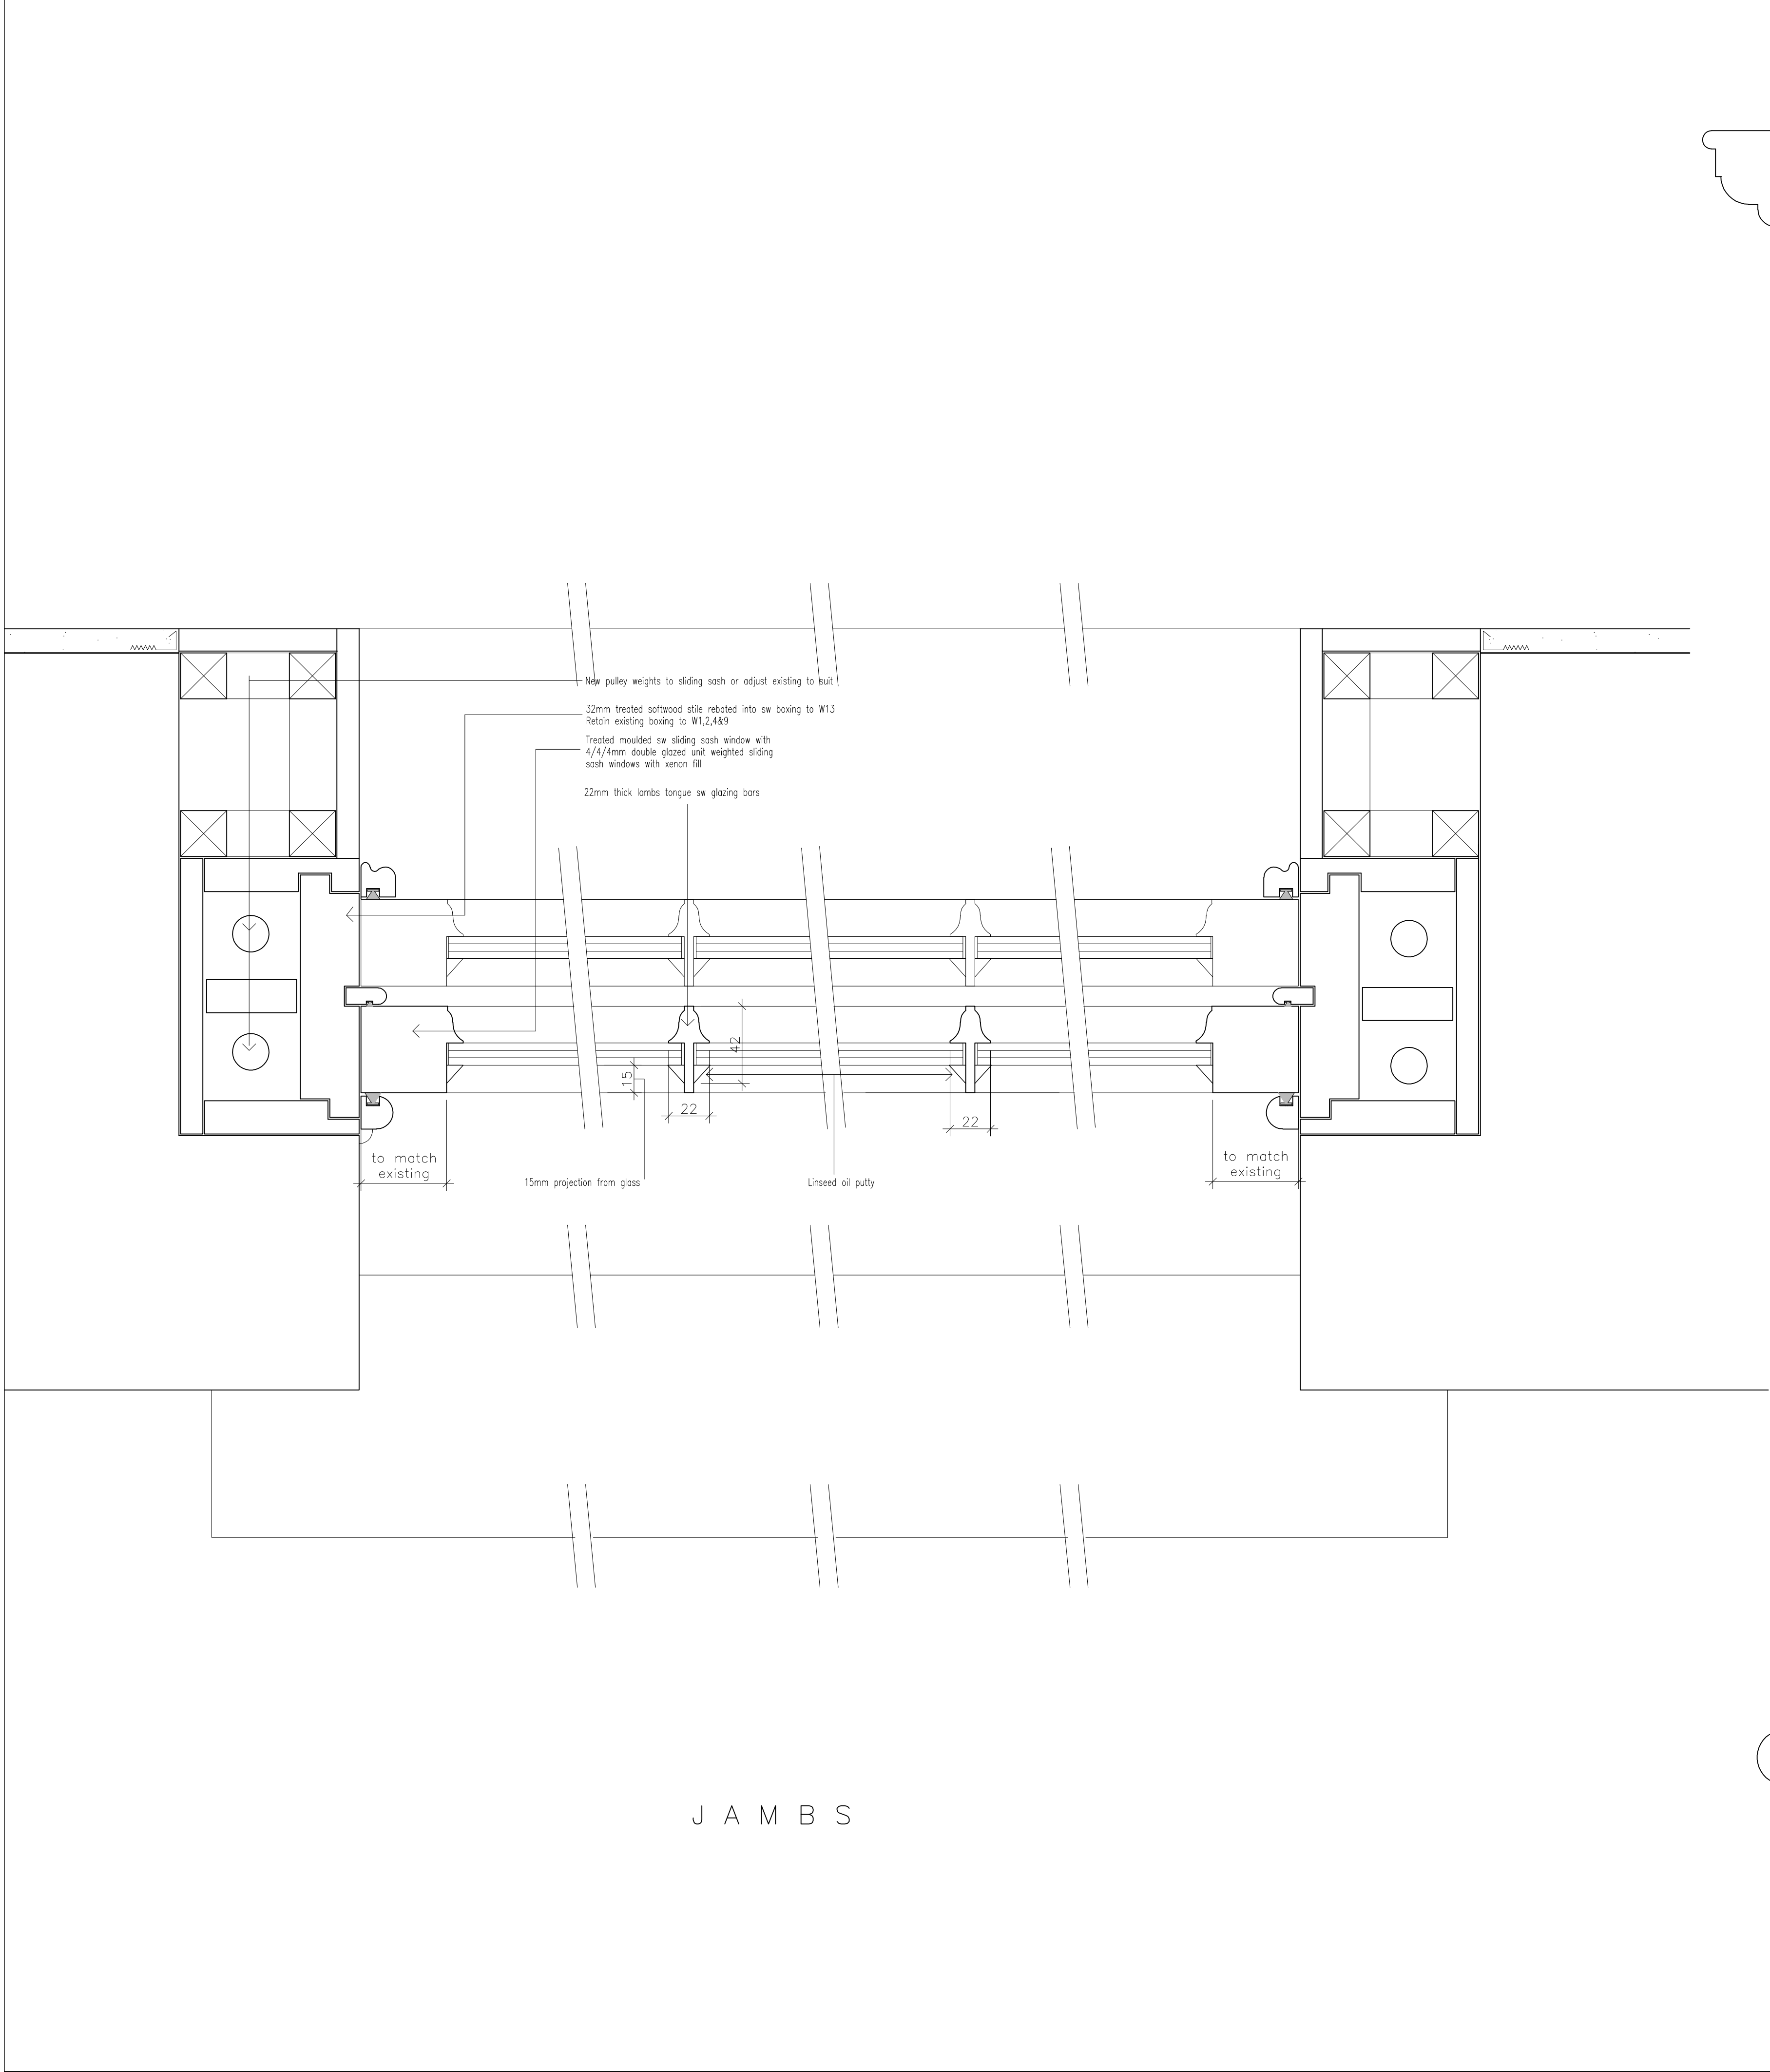 New pulley weights to sliding sash or adjust existing to suit
32mm treated softwood stile rebated into sw boxing to W13
Retain existing boxing to W1,2,4&9
Treated moulded sw sliding sash window with
4/4/4mm double glazed unit weighted sliding
sash windows with xenon fill
22mm thick lambs tongue sw glazing bars
42
15
22
22
to match
existing
to match
existing
15mm projection from glass
Linseed oil putty
JAMBS